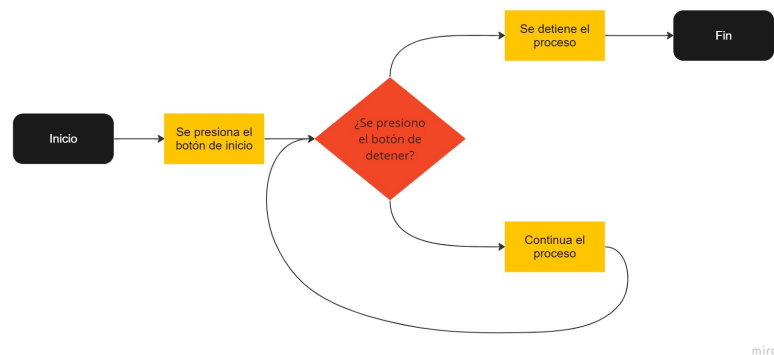 Inicio
Se presiona el
botón de inicio
¿Se presiono
el botón de
detener?
Se detiene el
proceso
Fin
Continua el
proceso
miro